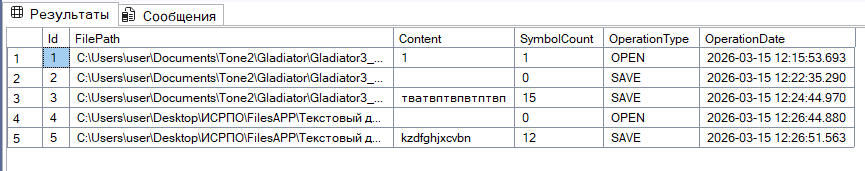 Результаты Сообщения
Id FilePath Content SymbolCount OperationType OperationDate
1 1 C:\Users\user\Documents\Tone2\Gladiator\Gladiator3_... 1 1 OPEN 2026-03-15 12:15:53.693
2 2 C:\Users\user\Documents\Tone2\Gladiator\Gladiator3_... 0 SAVE 2026-03-15 12:22:35.290
3 3 C:\Users\user\Documents\Tone2\Gladiator\Gladiator3_... тватвптвпвтптвп 15 SAVE 2026-03-15 12:24:44.970
4 4 C:\Users\user\Desktop\ИСРПО\FilesAPP\Текстовый д... 0 OPEN 2026-03-15 12:26:44.880
5 5 C:\Users\user\Desktop\ИСРПО\FilesAPP\Текстовый д... kzdfghjxcvbn 12 SAVE 2026-03-15 12:26:51.563